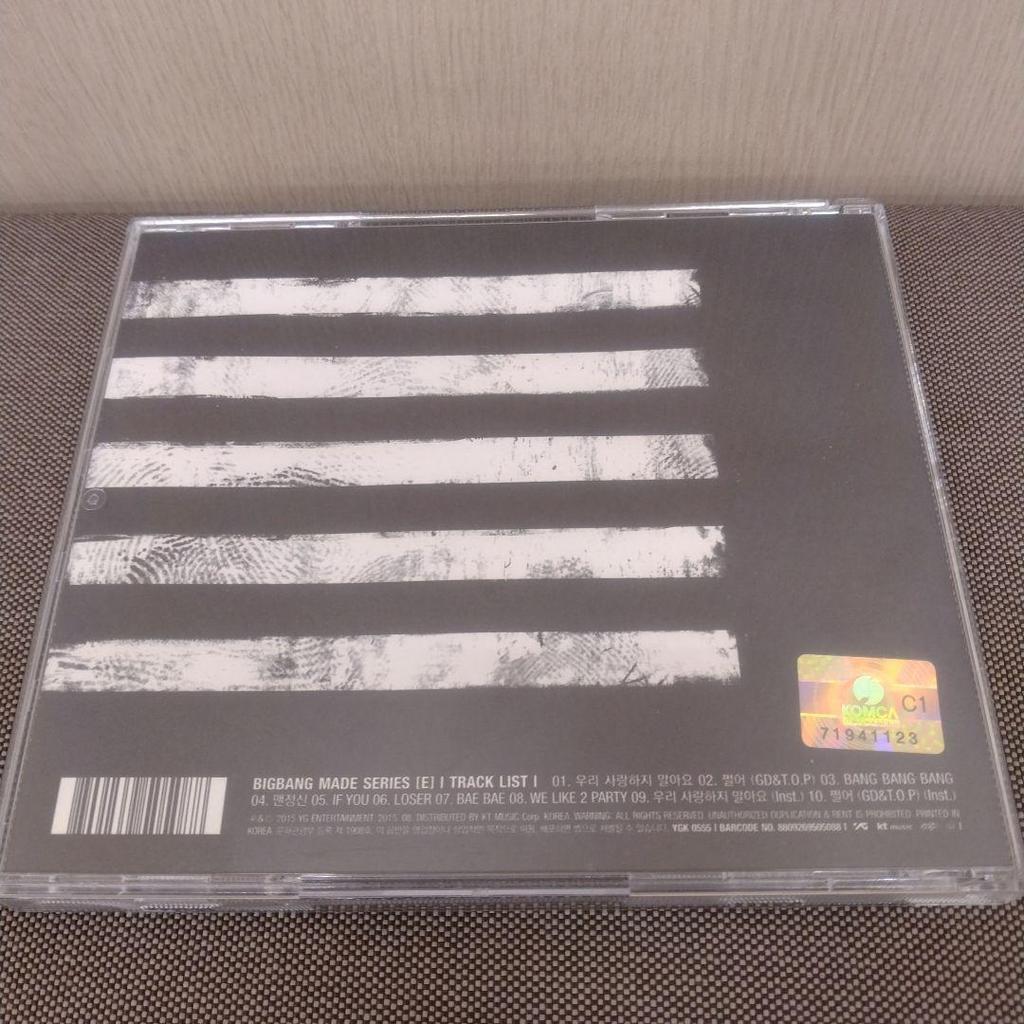 KOMCA
C1
71941123
BIGBANG MADE SERIES [E] I TRACK LIST I 01. 우리 사랑하지 말아요 02. 쩔어 (GD&T.O.P) 03. BANG BANG BANG
04. 맨정신 05. IF YOU 06. LOSER 07. BAE BAE 08. WE LIKE 2 PARTY 09. 우리 사랑하지 말아요 (Inst.) 10. 쩔어 (GD&T.O.P) (Inst.)
℗&© 2015 YG ENTERTAINMENT 2015. 08. DISTRIBUTED BY KT MUSIC Corp. KOREA. WARNING: ALL RIGHTS RESERVED. UNAUTHORIZED DUPLICATION & RENT IS PROHIBITED. PRINTED IN
KOREA. YGK 0555 I BARCODE NO. 8809269505088 I YG kt music